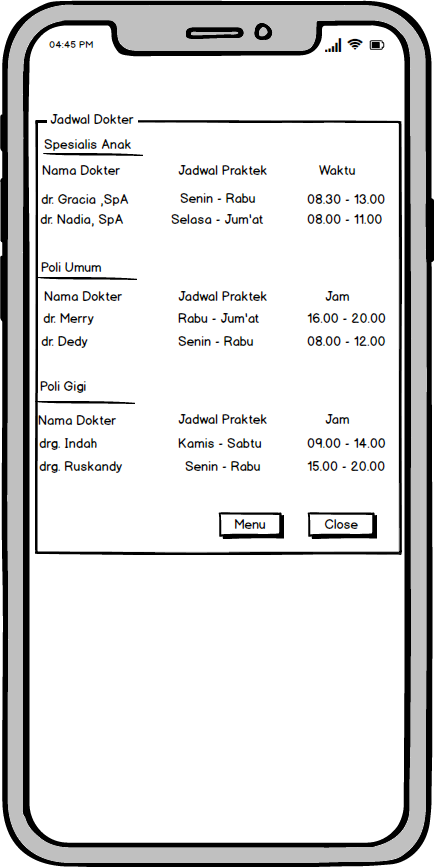 04:45 PM
Jadwal Dokter
Spesialis Anak
Nama Dokter Jadwal Praktek Waktu
dr. Gracia ,SpA Senin - Rabu 08.30 - 13.00
dr. Nadia, SpA Selasa - Jum'at 08.00 - 11.00
Poli Umum
Nama Dokter Jadwal Praktek Jam
dr. Merry Rabu - Jum'at 16.00 - 20.00
dr. Dedy Senin - Rabu 08.00 - 12.00
Poli Gigi
Nama Dokter Jadwal Praktek Jam
drg. Indah Kamis - Sabtu 09.00 - 14.00
drg. Ruskandy Senin - Rabu 15.00 - 20.00
Menu Close